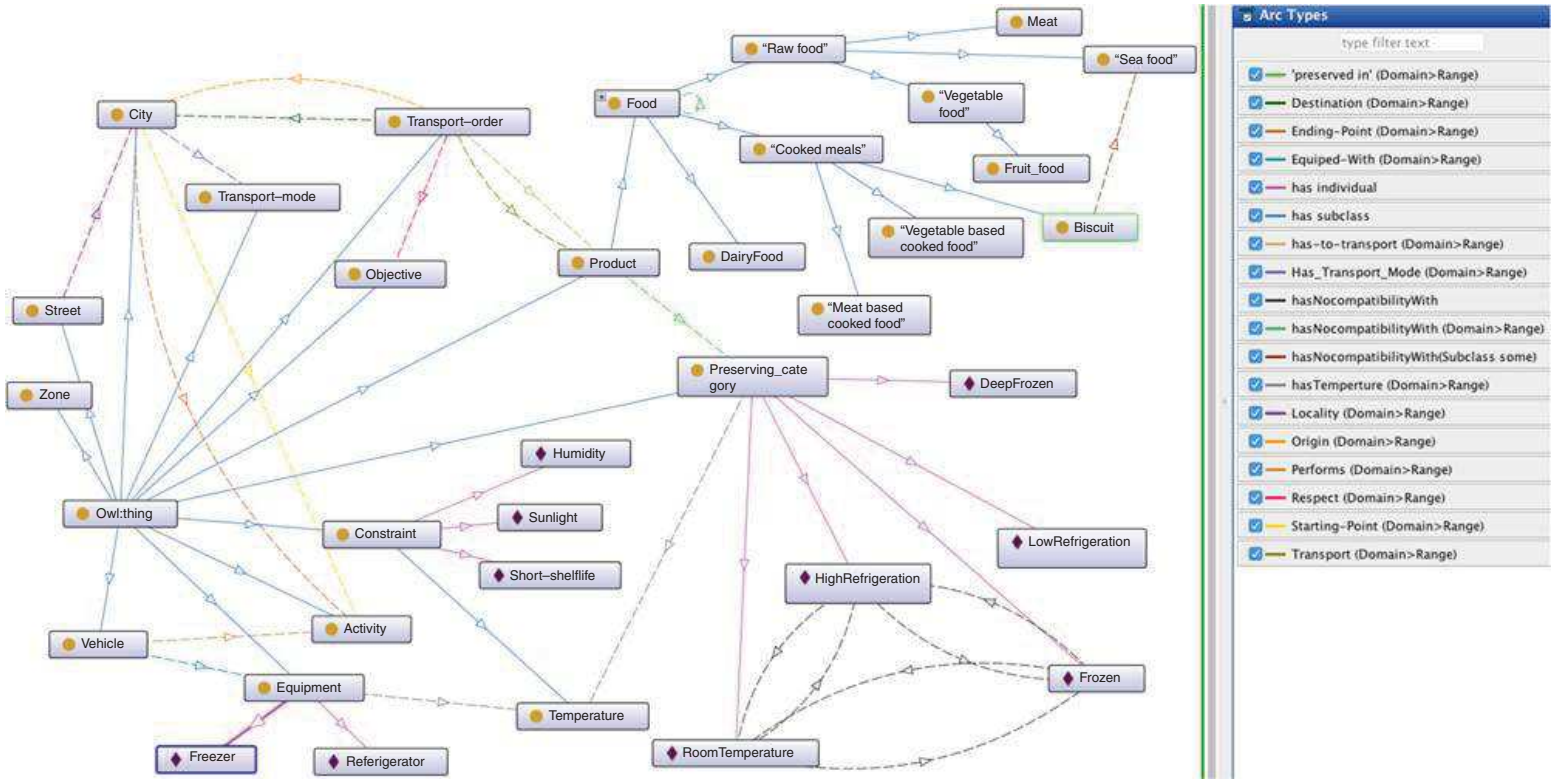 Meat
“Raw food”
“Sea food”
Food
“Vegetable
food”
City
Transport–order
“Cooked meals”
Fruit_food
Transport–mode
“Vegetable based
cooked food”
Biscuit
Product
DairyFood
Objective
Street
“Meat based
cooked food”
Preserving_cate
gory
DeepFrozen
Zone
Humidity
Owl:thing
Sunlight
Constraint
LowRefrigeration
Short–shelflife
HighRefrigeration
Activity
Vehicle
Equipment
Frozen
Temperature
Freezer
Referigerator
RoomTemperature
Arc Types
type filter text
'preserved in' (Domain>Range)
Destination (Domain>Range)
Ending-Point (Domain>Range)
Equiped-With (Domain>Range)
has individual
has subclass
has-to-transport (Domain>Range)
Has_Transport_Mode (Domain>Range)
hasNocompatibilityWith
hasNocompatibilityWith (Domain>Range)
hasNocompatibilityWith(Subclass some)
hasTemperture (Domain>Range)
Locality (Domain>Range)
Origin (Domain>Range)
Performs (Domain>Range)
Respect (Domain>Range)
Starting-Point (Domain>Range)
Transport (Domain>Range)